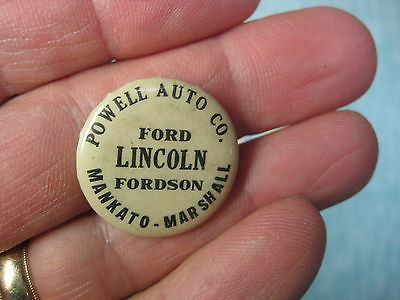 POWELL AUTO CO.
FORD
LINCOLN
FORDSON
MANKATO - MARSHALL